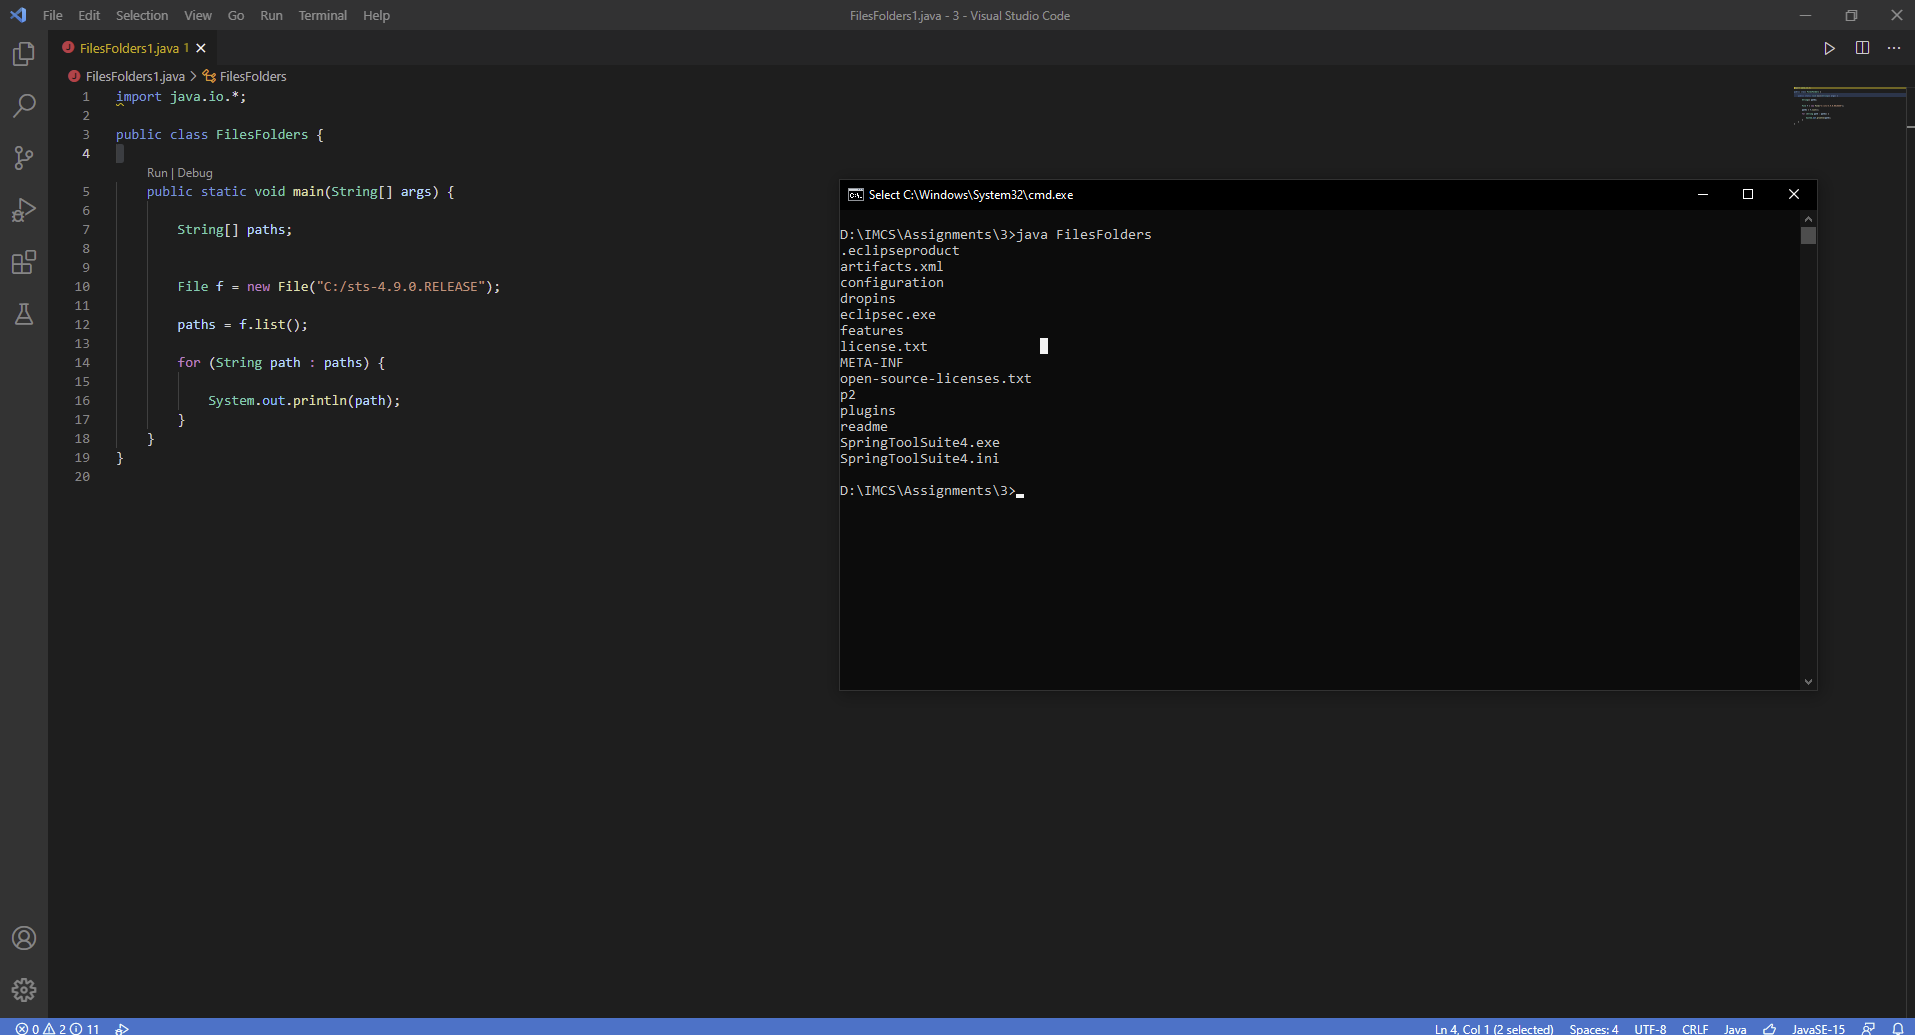 File Edit Selection View Go Run Terminal Help
FilesFolders1.java - 3 - Visual Studio Code
FilesFolders1.java 1
FilesFolders1.java > FilesFolders
1 import java.io.*;
2
3 public class FilesFolders {
4
Run | Debug
5 public static void main(String[] args) {
6
7 String[] paths;
8
9
10 File f = new File("C:/sts-4.9.0.RELEASE");
11
12 paths = f.list();
13
14 for (String path : paths) {
15
16 System.out.println(path);
17 }
18 }
19 }
20
Select C:\Windows\System32\cmd.exe
D:\IMCS\Assignments\3>java FilesFolders
.eclipseproduct
artifacts.xml
configuration
dropins
eclipsec.exe
features
license.txt
META-INF
open-source-licenses.txt
p2
plugins
readme
SpringToolSuite4.exe
SpringToolSuite4.ini
D:\IMCS\Assignments\3>
0 2 11
Ln 4, Col 1 (2 selected) Spaces: 4 UTF-8 CRLF Java JavaSE-15